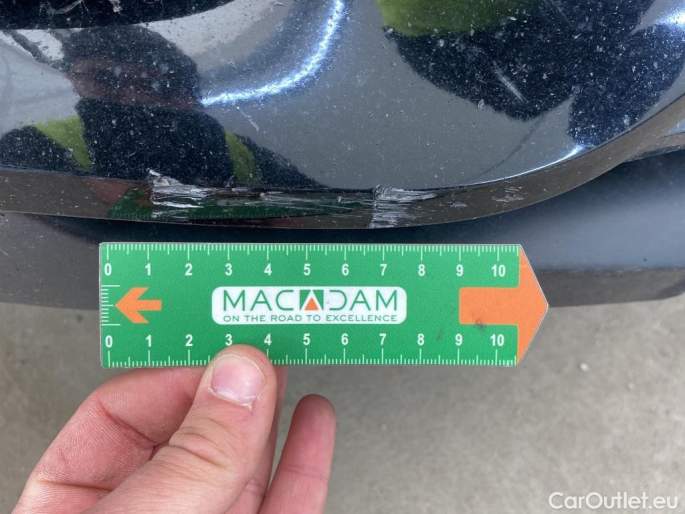 0 1 2 3 4 5 6 7 8 9 10
MACADAM
ON THE ROAD TO EXCELLENCE
0 1 2 3 4 5 6 7 8 9 10
CarOutlet.eu